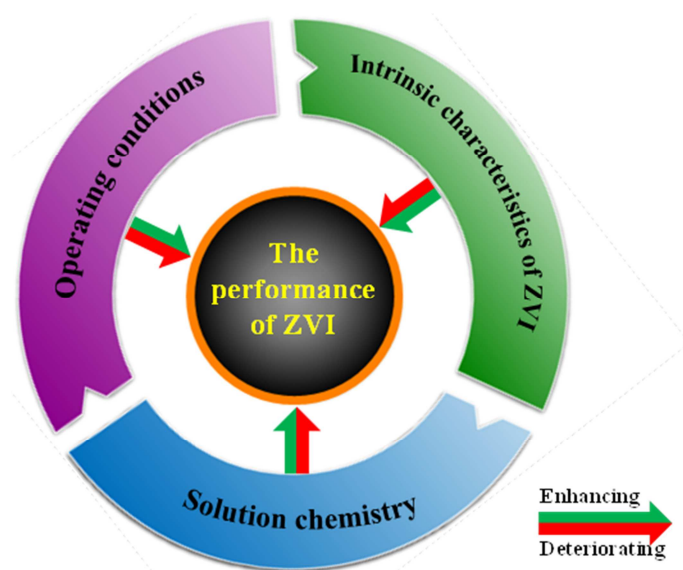 Operating conditions
Intrinsic characteristics of ZVI
The
performance
of ZVI
Solution chemistry
Enhancing
Deteriorating